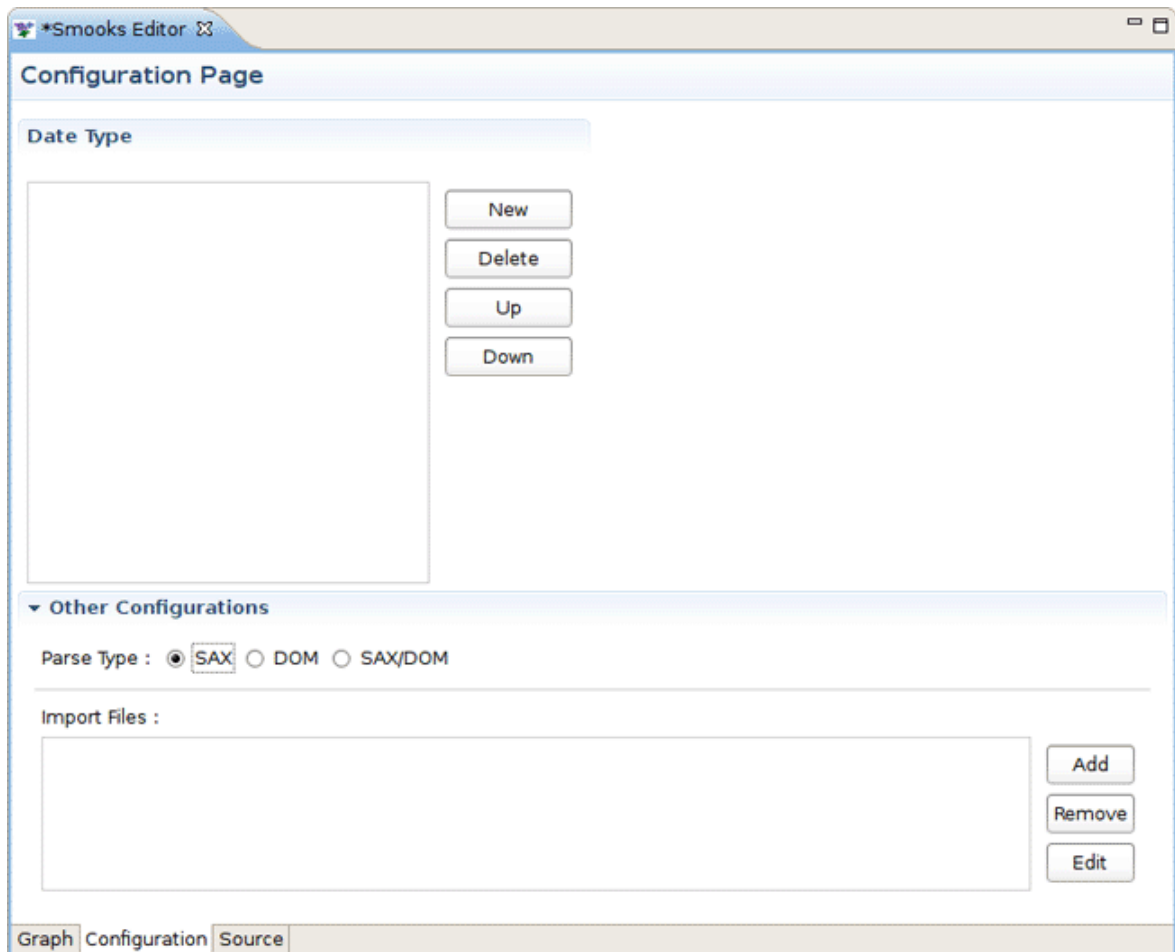 *Smooks Editor
Configuration Page
Date Type
New
Delete
Up
Down
Other Configurations
Parse Type : SAX DOM SAX/DOM
Import Files :
Add
Remove
Edit
Graph Configuration Source